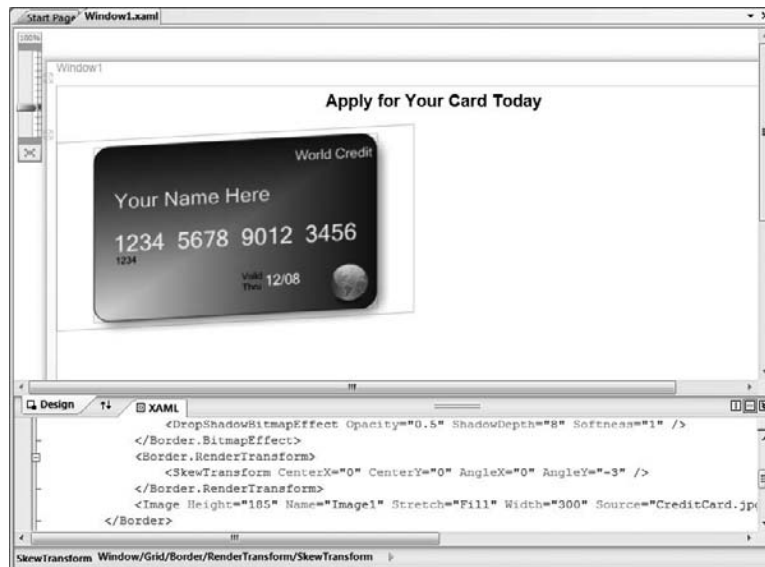 Start Page Window1.xaml
100%
Window1
Apply for Your Card Today
World Credit
Your Name Here
1234 5678 9012 3456
1234
Valid
Thru 12/08
Design XAML
<DropShadowBitmapEffect Opacity="0.5" ShadowDepth="8" Softness="1" />
</Border.BitmapEffect>
<Border.RenderTransform>
<SkewTransform CenterX="0" CenterY="0" AngleX="0" AngleY="-3" />
</Border.RenderTransform>
<Image Height="185" Name="Image1" Stretch="Fill" Width="300" Source="CreditCard.jpg
</Border>
SkewTransform Window/Grid/Border/RenderTransform/SkewTransform